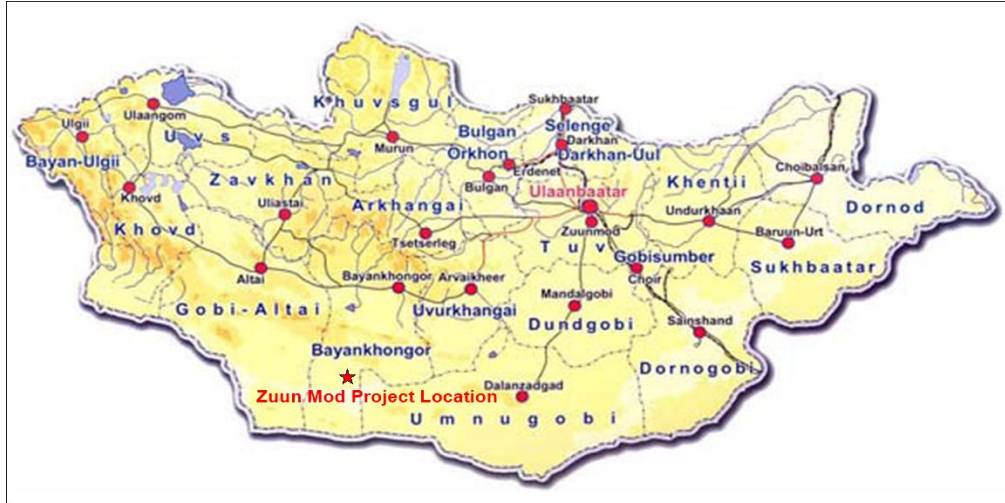 Khuvsgul
Sukhbaatar
Ulaangom
Ulgii
Uvs
Murun
Bulgan
Selenge
Darkhan
Orkhon
Darkhan-Uul
Bayan-Ulgii
Erdenet
Choibalsan
Zavkhan
Bulgan
Ulaanbaatar
Khentii
Khovd
Uliastai
Arkhangai
Undurkhaan
Dornod
Khovd
Tsetserleg
Zuunmod
Baruun-Urt
Tuv
Gobisumber
Sukhbaatar
Altai
Bayankhongor
Arvaikheer
Choir
Mandalgobi
Gobi-Altai
Uvurkhangai
Dundgobi
Sainshand
Bayankhongor
Dornogobi
Dalanzadgad
Zuun Mod Project Location
Umnugobi